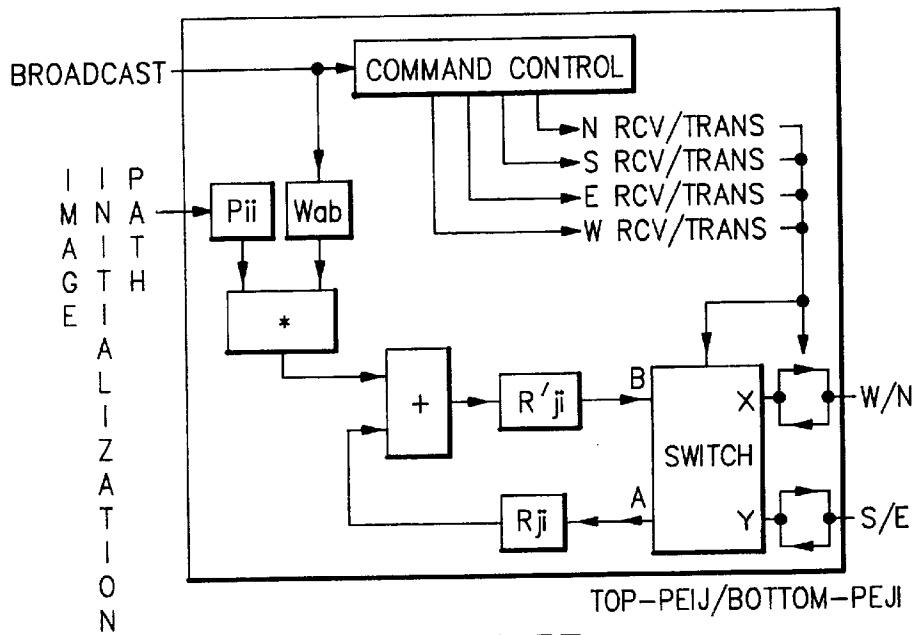 BROADCAST
COMMAND CONTROL
N RCV/TRANS
S RCV/TRANS
E RCV/TRANS
W RCV/TRANS
IMAGE
INITIALIZATION
PATH
Pii
Wab
*
+
R'ji
B
X
W/N
SWITCH
Rji
A
Y
S/E
TOP-PEIJ/BOTTOM-PEJI